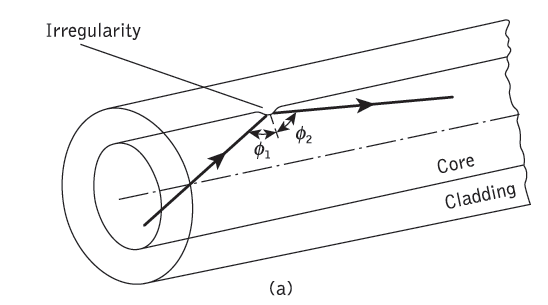 Irregularity
ϕ1
ϕ2
Core
Cladding
(a)